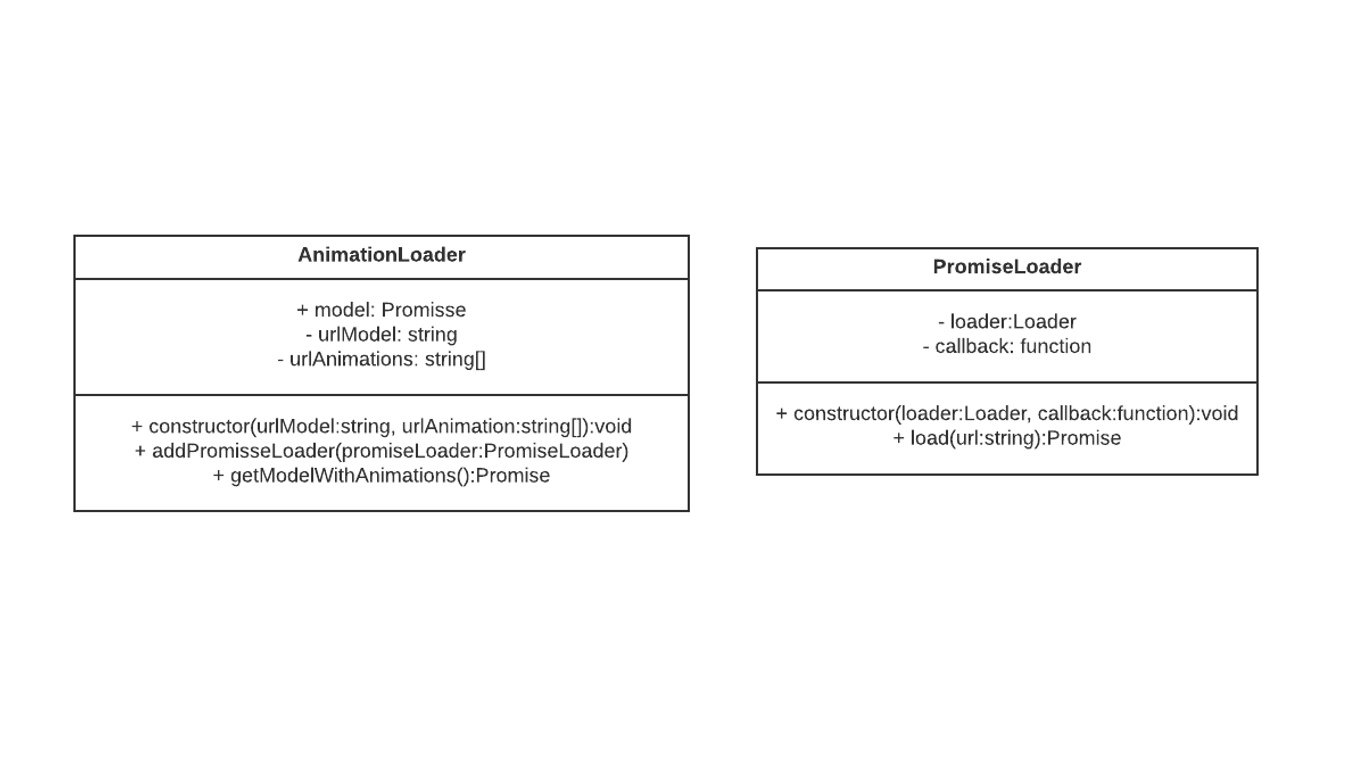 AnimationLoader
+ model: Promisse
- urlModel: string
- urlAnimations: string[]
+ constructor(urlModel:string, urlAnimation:string[]):void
+ addPromisseLoader(promiseLoader:PromiseLoader)
+ getModelWithAnimations():Promise
PromiseLoader
- loader:Loader
- callback: function
+ constructor(loader:Loader, callback:function):void
+ load(url:string):Promise